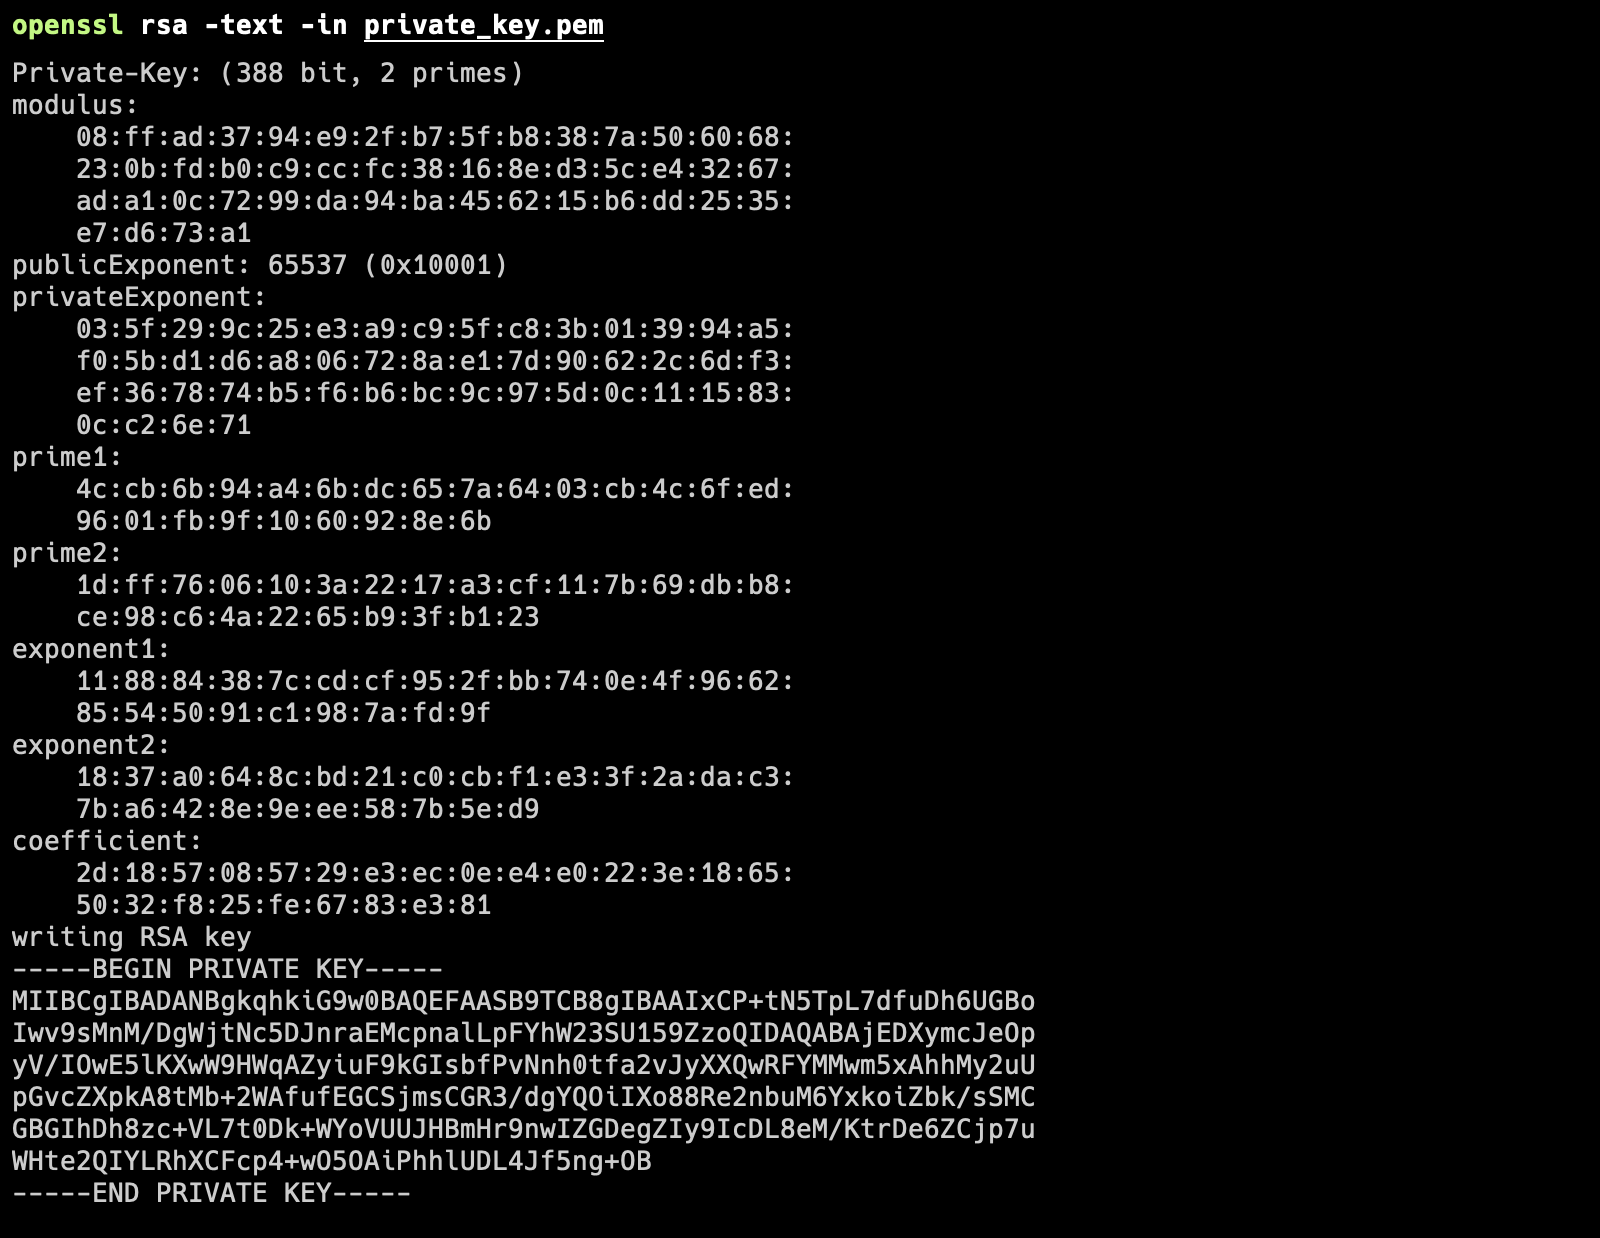 openssl rsa -text -in private_key.pem
Private-Key: (388 bit, 2 primes)
modulus:
    08:ff:ad:37:94:e9:2f:b7:5f:b8:38:7a:50:60:68:
    23:0b:fd:b0:c9:cc:fc:38:16:8e:d3:5c:e4:32:67:
    ad:a1:0c:72:99:da:94:ba:45:62:15:b6:dd:25:35:
    e7:d6:73:a1
publicExponent: 65537 (0x10001)
privateExponent:
    03:5f:29:9c:25:e3:a9:c9:5f:c8:3b:01:39:94:a5:
    f0:5b:d1:d6:a8:06:72:8a:e1:7d:90:62:2c:6d:f3:
    ef:36:78:74:b5:f6:b6:bc:9c:97:5d:0c:11:15:83:
    0c:c2:6e:71
prime1:
    4c:cb:6b:94:a4:6b:dc:65:7a:64:03:cb:4c:6f:ed:
    96:01:fb:9f:10:60:92:8e:6b
prime2:
    1d:ff:76:06:10:3a:22:17:a3:cf:11:7b:69:db:b8:
    ce:98:c6:4a:22:65:b9:3f:b1:23
exponent1:
    11:88:84:38:7c:cd:cf:95:2f:bb:74:0e:4f:96:62:
    85:54:50:91:c1:98:7a:fd:9f
exponent2:
    18:37:a0:64:8c:bd:21:c0:cb:f1:e3:3f:2a:da:c3:
    7b:a6:42:8e:9e:ee:58:7b:5e:d9
coefficient:
    2d:18:57:08:57:29:e3:ec:0e:e4:e0:22:3e:18:65:
    50:32:f8:25:fe:67:83:e3:81
writing RSA key
-----BEGIN PRIVATE KEY-----
MIIBCgIBADANBgkqhkiG9w0BAQEFAASB9TCB8gIBAAIxCP+tN5TpL7dfuDh6UGBo
Iwv9sMnM/DgWjtNc5DJnraEMcpnalLpFYhW23SU159ZzoQIDAQABAjEDXymcJeOp
yV/IOwE5lKXwW9HWqAZyiuF9kGIsbfPvNnh0tfa2vJyXXQwRFYMMwm5xAhhMy2uU
pGvcZXpkA8tMb+2WAfufEGCSjmsCGR3/dgYQOiIXo88Re2nbuM6YxkoiZbk/sSMC
GBGIhDh8zc+VL7t0Dk+WYoVUUJHBmHr9nwIZGDegZIy9IcDL8eM/KtrDe6ZCjp7u
WHte2QIYLRhXCFcp4+wO5OAiPhhlUDL4Jf5ng+OB
-----END PRIVATE KEY-----